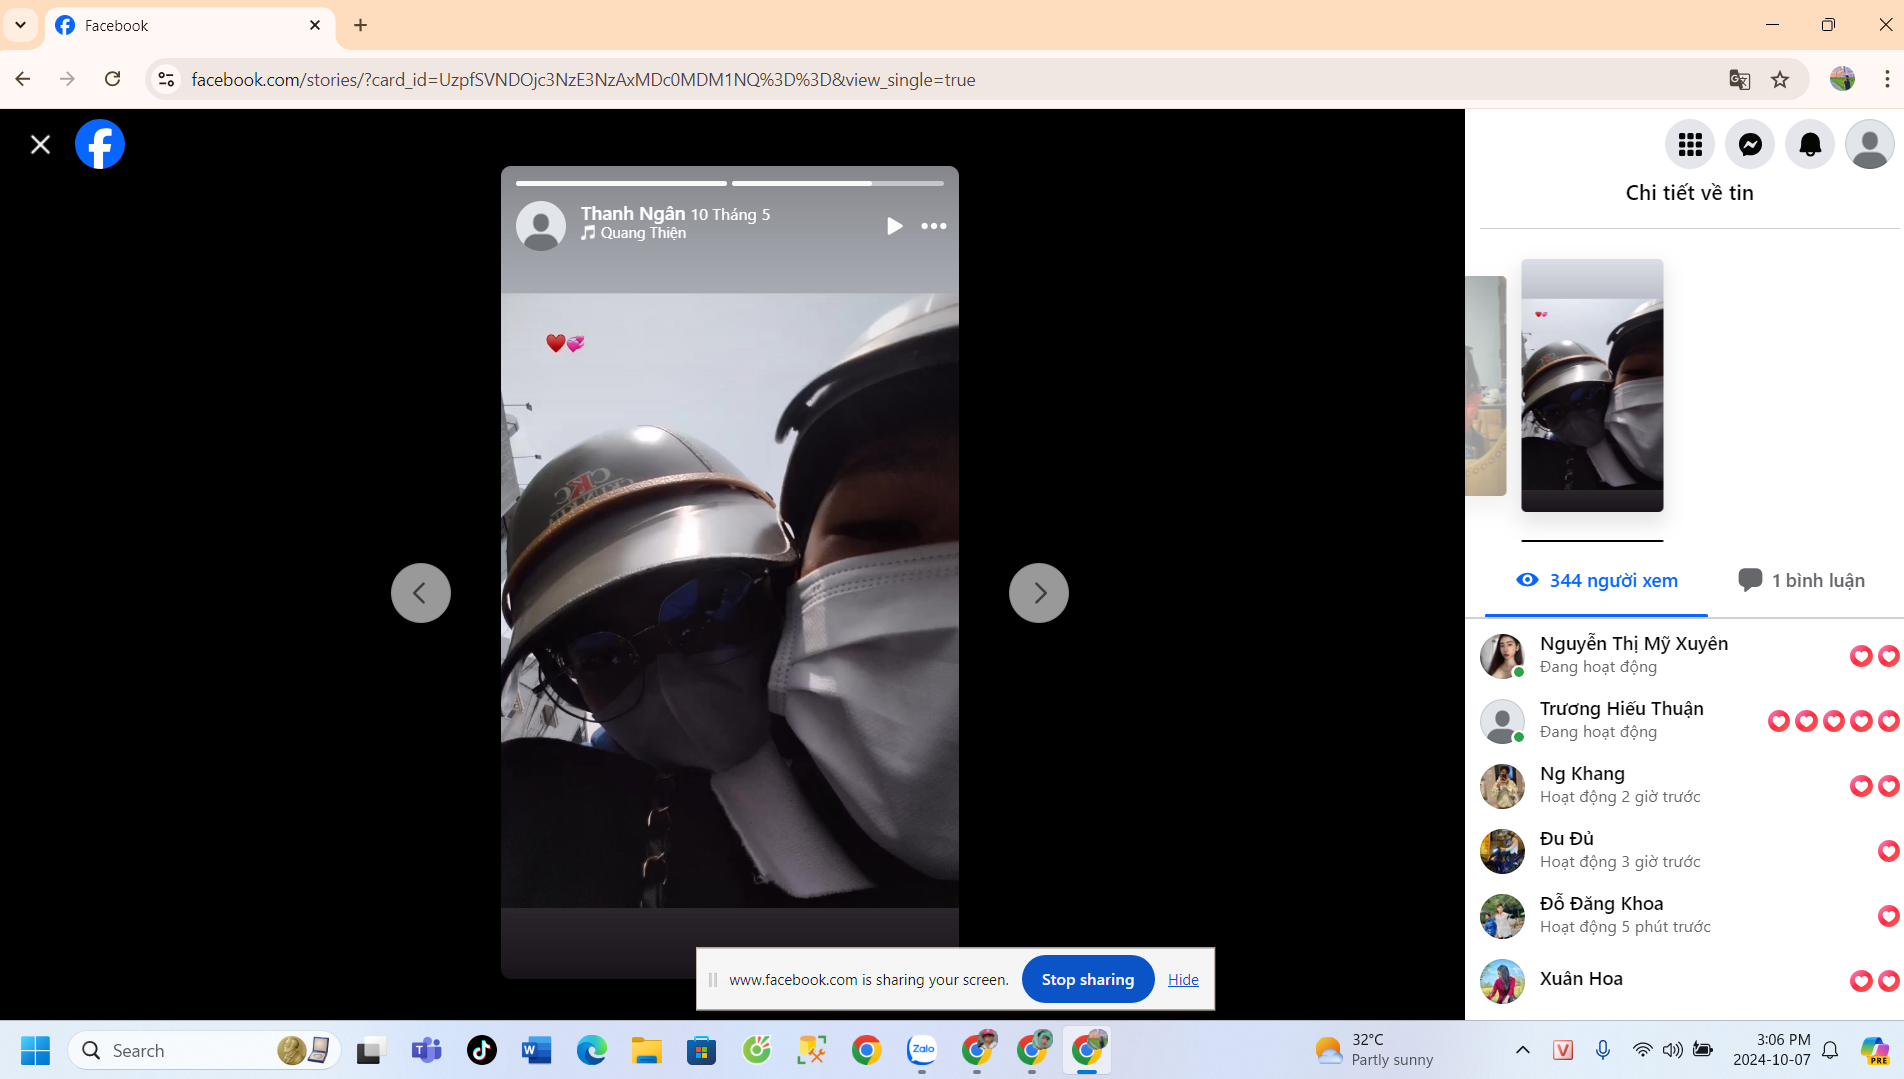 Facebook
facebook.com/stories/?card_id=UzpfSVNDOjc3NzE3NzAxMDc0MDM1NQ%3D%3D&view_single=true
Thanh Ngân 10 Tháng 5
Quang Thiện
CKC
Chi tiết về tin
344 người xem
1 bình luận
Nguyễn Thị Mỹ Xuyên
Đang hoạt động
Trương Hiếu Thuận
Đang hoạt động
Ng Khang
Hoạt động 2 giờ trước
Đu Đủ
Hoạt động 3 giờ trước
Đỗ Đăng Khoa
Hoạt động 5 phút trước
Xuân Hoa
www.facebook.com is sharing your screen.
Stop sharing
Hide
Search
Zalo
32°C
Partly sunny
3:06 PM
2024-10-07
PRE